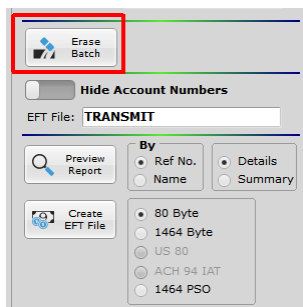 Erase
Batch
Hide Account Numbers
EFT File: TRANSMIT
Preview
Report
By
Ref No.
Name
Details
Summary
Create
EFT File
80 Byte
1464 Byte
US 80
ACH 94 IAT
1464 PSO